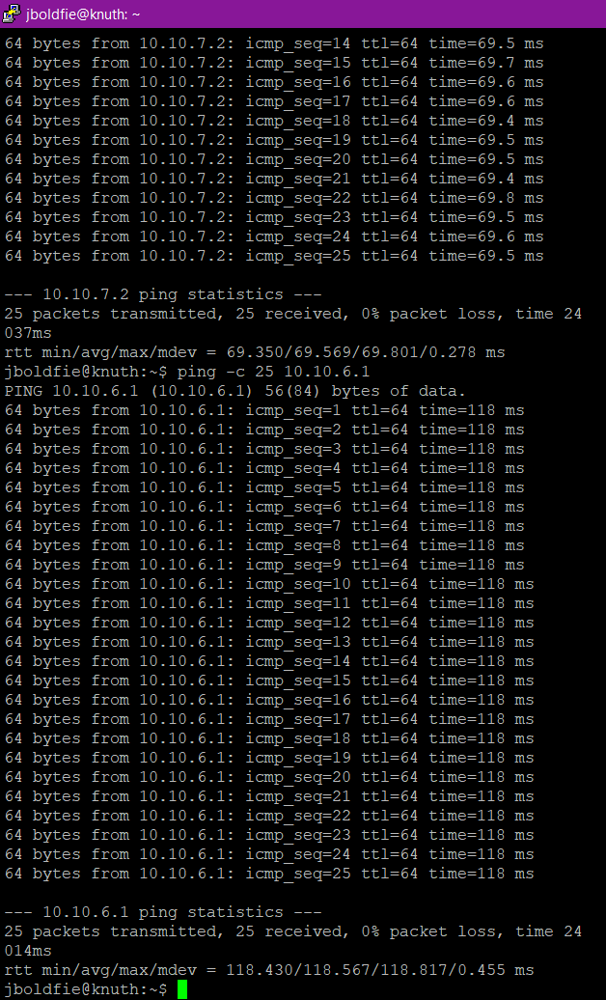 jboldfie@knuth: ~
64 bytes from 10.10.7.2: icmp_seq=14 ttl=64 time=69.5 ms
64 bytes from 10.10.7.2: icmp_seq=15 ttl=64 time=69.7 ms
64 bytes from 10.10.7.2: icmp_seq=16 ttl=64 time=69.6 ms
64 bytes from 10.10.7.2: icmp_seq=17 ttl=64 time=69.6 ms
64 bytes from 10.10.7.2: icmp_seq=18 ttl=64 time=69.4 ms
64 bytes from 10.10.7.2: icmp_seq=19 ttl=64 time=69.5 ms
64 bytes from 10.10.7.2: icmp_seq=20 ttl=64 time=69.5 ms
64 bytes from 10.10.7.2: icmp_seq=21 ttl=64 time=69.4 ms
64 bytes from 10.10.7.2: icmp_seq=22 ttl=64 time=69.8 ms
64 bytes from 10.10.7.2: icmp_seq=23 ttl=64 time=69.5 ms
64 bytes from 10.10.7.2: icmp_seq=24 ttl=64 time=69.6 ms
64 bytes from 10.10.7.2: icmp_seq=25 ttl=64 time=69.5 ms
--- 10.10.7.2 ping statistics ---
25 packets transmitted, 25 received, 0% packet loss, time 24
037ms
rtt min/avg/max/mdev = 69.350/69.569/69.801/0.278 ms
jboldfie@knuth:~$ ping -c 25 10.10.6.1
PING 10.10.6.1 (10.10.6.1) 56(84) bytes of data.
64 bytes from 10.10.6.1: icmp_seq=1 ttl=64 time=118 ms
64 bytes from 10.10.6.1: icmp_seq=2 ttl=64 time=118 ms
64 bytes from 10.10.6.1: icmp_seq=3 ttl=64 time=118 ms
64 bytes from 10.10.6.1: icmp_seq=4 ttl=64 time=118 ms
64 bytes from 10.10.6.1: icmp_seq=5 ttl=64 time=118 ms
64 bytes from 10.10.6.1: icmp_seq=6 ttl=64 time=118 ms
64 bytes from 10.10.6.1: icmp_seq=7 ttl=64 time=118 ms
64 bytes from 10.10.6.1: icmp_seq=8 ttl=64 time=118 ms
64 bytes from 10.10.6.1: icmp_seq=9 ttl=64 time=118 ms
64 bytes from 10.10.6.1: icmp_seq=10 ttl=64 time=118 ms
64 bytes from 10.10.6.1: icmp_seq=11 ttl=64 time=118 ms
64 bytes from 10.10.6.1: icmp_seq=12 ttl=64 time=118 ms
64 bytes from 10.10.6.1: icmp_seq=13 ttl=64 time=118 ms
64 bytes from 10.10.6.1: icmp_seq=14 ttl=64 time=118 ms
64 bytes from 10.10.6.1: icmp_seq=15 ttl=64 time=118 ms
64 bytes from 10.10.6.1: icmp_seq=16 ttl=64 time=118 ms
64 bytes from 10.10.6.1: icmp_seq=17 ttl=64 time=118 ms
64 bytes from 10.10.6.1: icmp_seq=18 ttl=64 time=118 ms
64 bytes from 10.10.6.1: icmp_seq=19 ttl=64 time=118 ms
64 bytes from 10.10.6.1: icmp_seq=20 ttl=64 time=118 ms
64 bytes from 10.10.6.1: icmp_seq=21 ttl=64 time=118 ms
64 bytes from 10.10.6.1: icmp_seq=22 ttl=64 time=118 ms
64 bytes from 10.10.6.1: icmp_seq=23 ttl=64 time=118 ms
64 bytes from 10.10.6.1: icmp_seq=24 ttl=64 time=118 ms
64 bytes from 10.10.6.1: icmp_seq=25 ttl=64 time=118 ms
--- 10.10.6.1 ping statistics ---
25 packets transmitted, 25 received, 0% packet loss, time 24
014ms
rtt min/avg/max/mdev = 118.430/118.567/118.817/0.455 ms
jboldfie@knuth:~$